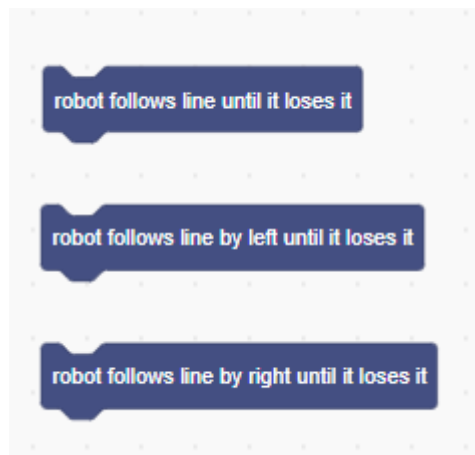 robot follows line until it loses it
robot follows line by left until it loses it
robot follows line by right until it loses it